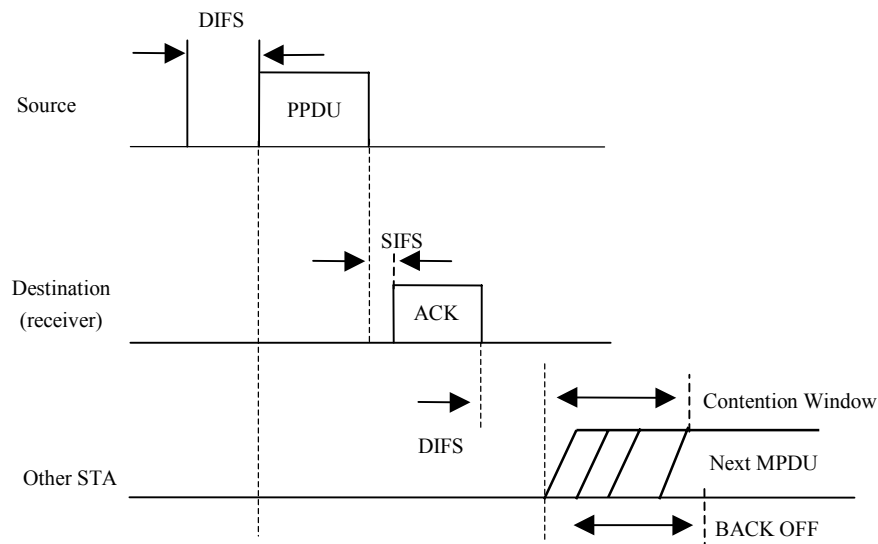 DIFS
Source
PPDU
SIFS
Destination
(receiver)
ACK
Contention Window
DIFS
Other STA
Next MPDU
BACK OFF